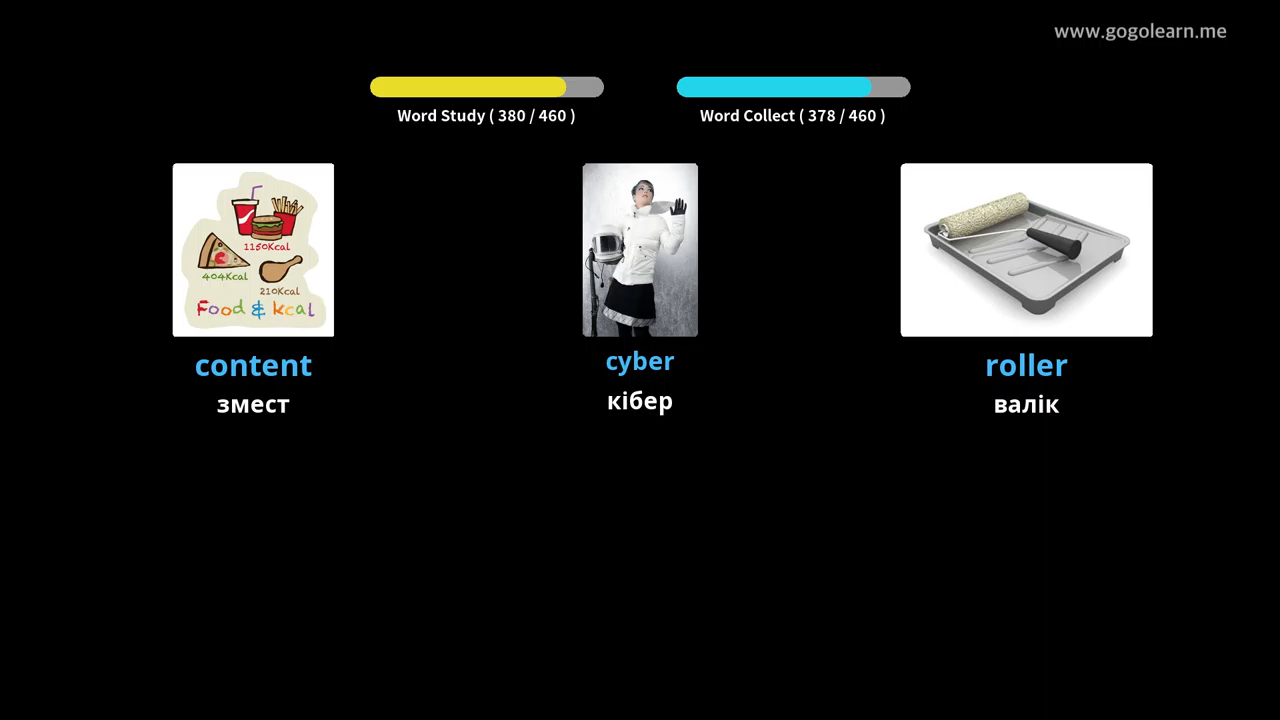 www.gogolearn.me
Word Study ( 380 / 460 )
Word Collect ( 378 / 460 )
1150Kcal
404Kcal
210Kcal
Food & kcal
content
змест
cyber
кібер
roller
валік